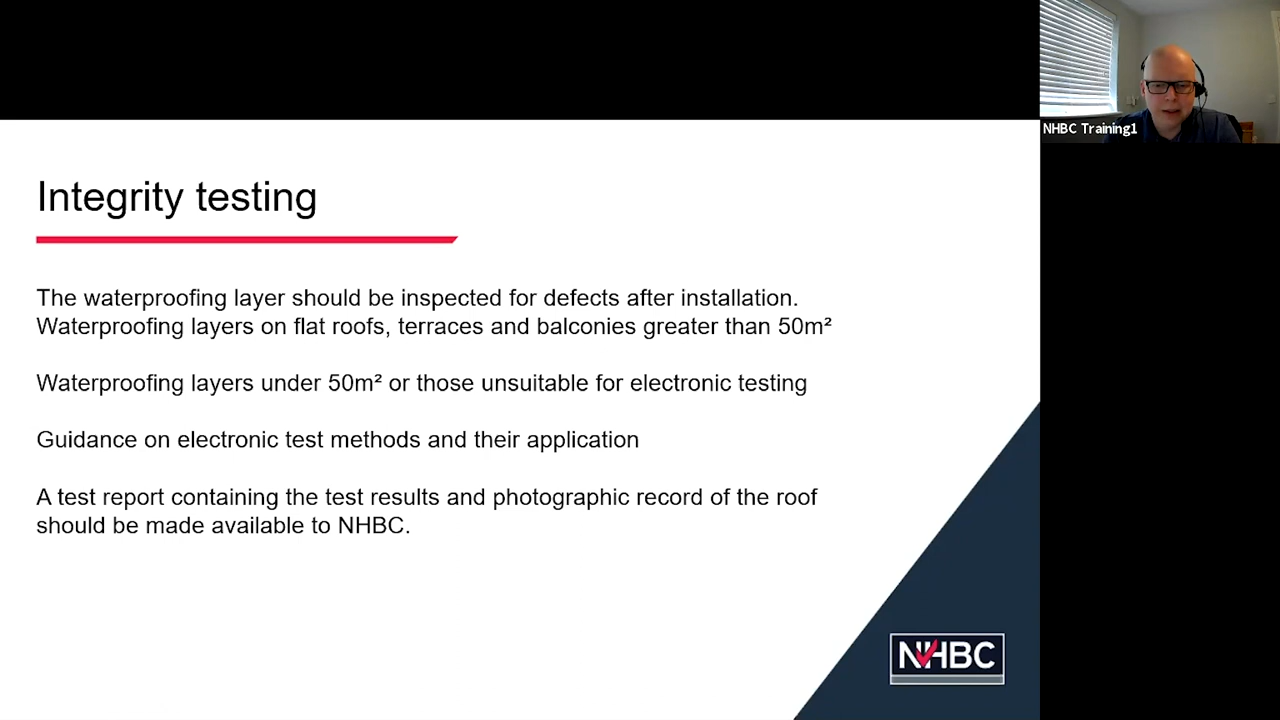 NHBC Training1
Integrity testing
The waterproofing layer should be inspected for defects after installation.
Waterproofing layers on flat roofs, terraces and balconies greater than 50m²
Waterproofing layers under 50m² or those unsuitable for electronic testing
Guidance on electronic test methods and their application
A test report containing the test results and photographic record of the roof
should be made available to NHBC.
NHBC